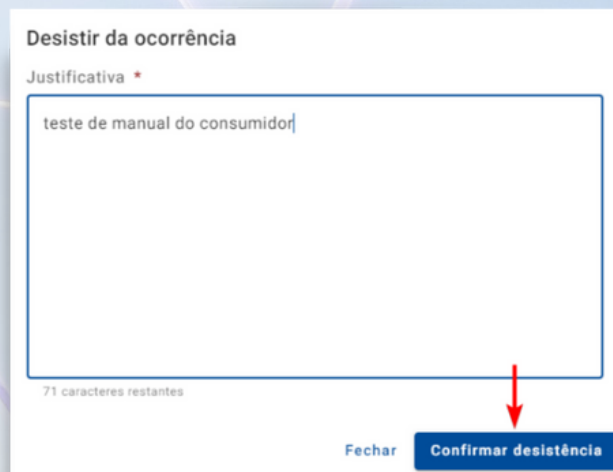 Desistir da ocorrência
Justificativa *
teste de manual do consumidor
71 caracteres restantes
Fechar
Confirmar desistência